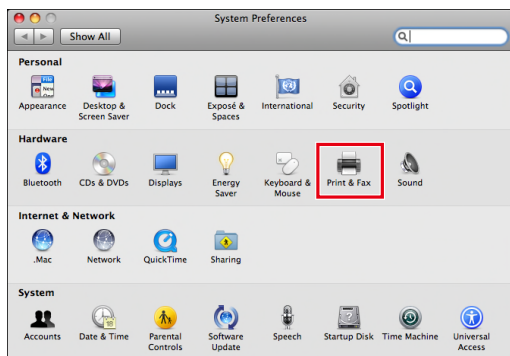 System Preferences
Show All
Personal
File
New
Appearance
Desktop &
Screen Saver
Dock
Exposé &
Spaces
International
Security
Spotlight
Hardware
Bluetooth
CDs & DVDs
Displays
Energy
Saver
Keyboard &
Mouse
Print & Fax
Sound
Internet & Network
.Mac
Network
QuickTime
Sharing
System
Accounts
Date & Time
Parental
Controls
Software
Update
Speech
Startup Disk
Time Machine
Universal
Access